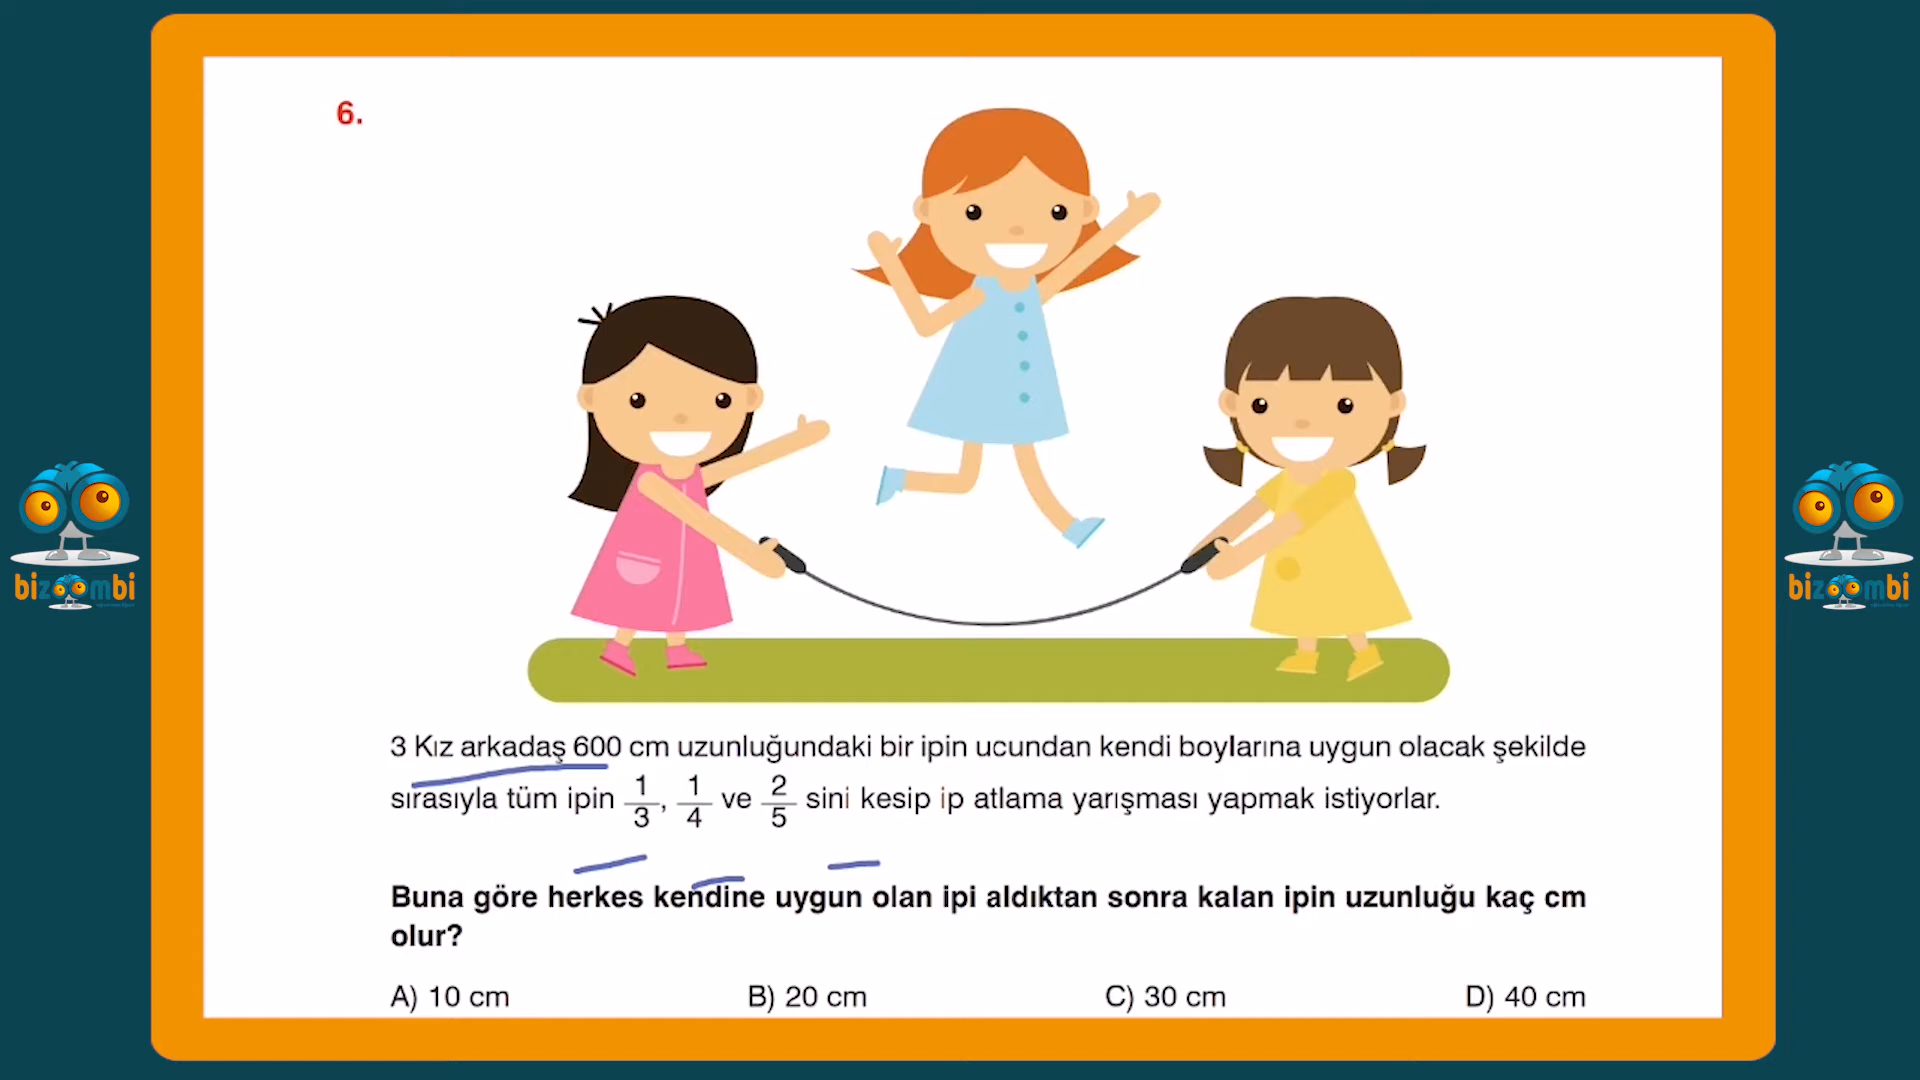 6.
3 Kız arkadaş 600 cm uzunluğundaki bir ipin ucundan kendi boylarına uygun olacak şekilde
sırasıyla tüm ipin 1/3, 1/4 ve 2/5 sini kesip ip atlama yarışması yapmak istiyorlar.
Buna göre herkes kendine uygun olan ipi aldıktan sonra kalan ipin uzunluğu kaç cm
olur?
A) 10 cm B) 20 cm C) 30 cm D) 40 cm
bizoombi
bizoombi